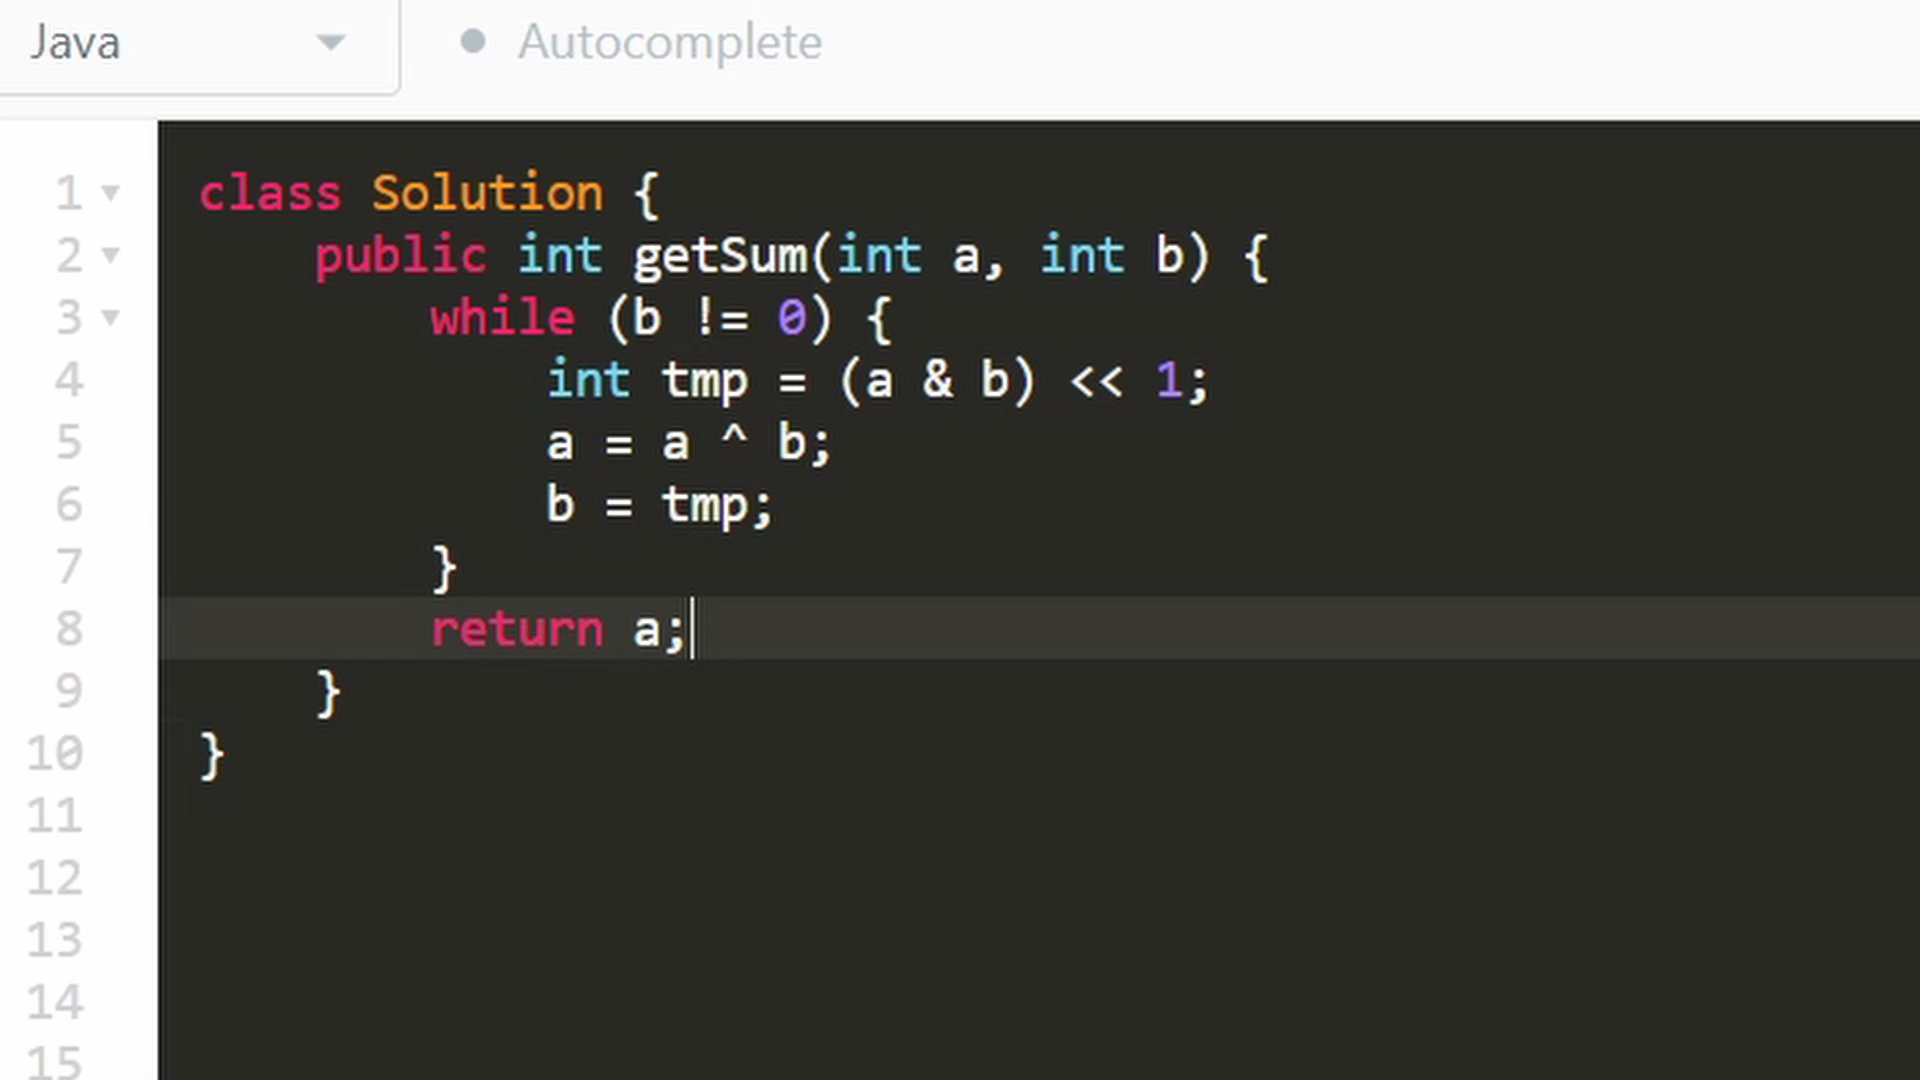 Java Autocomplete
1 class Solution {
2 public int getSum(int a, int b) {
3 while (b != 0) {
4 int tmp = (a & b) << 1;
5 a = a ^ b;
6 b = tmp;
7 }
8 return a;
9 }
10 }
11
12
13
14
15